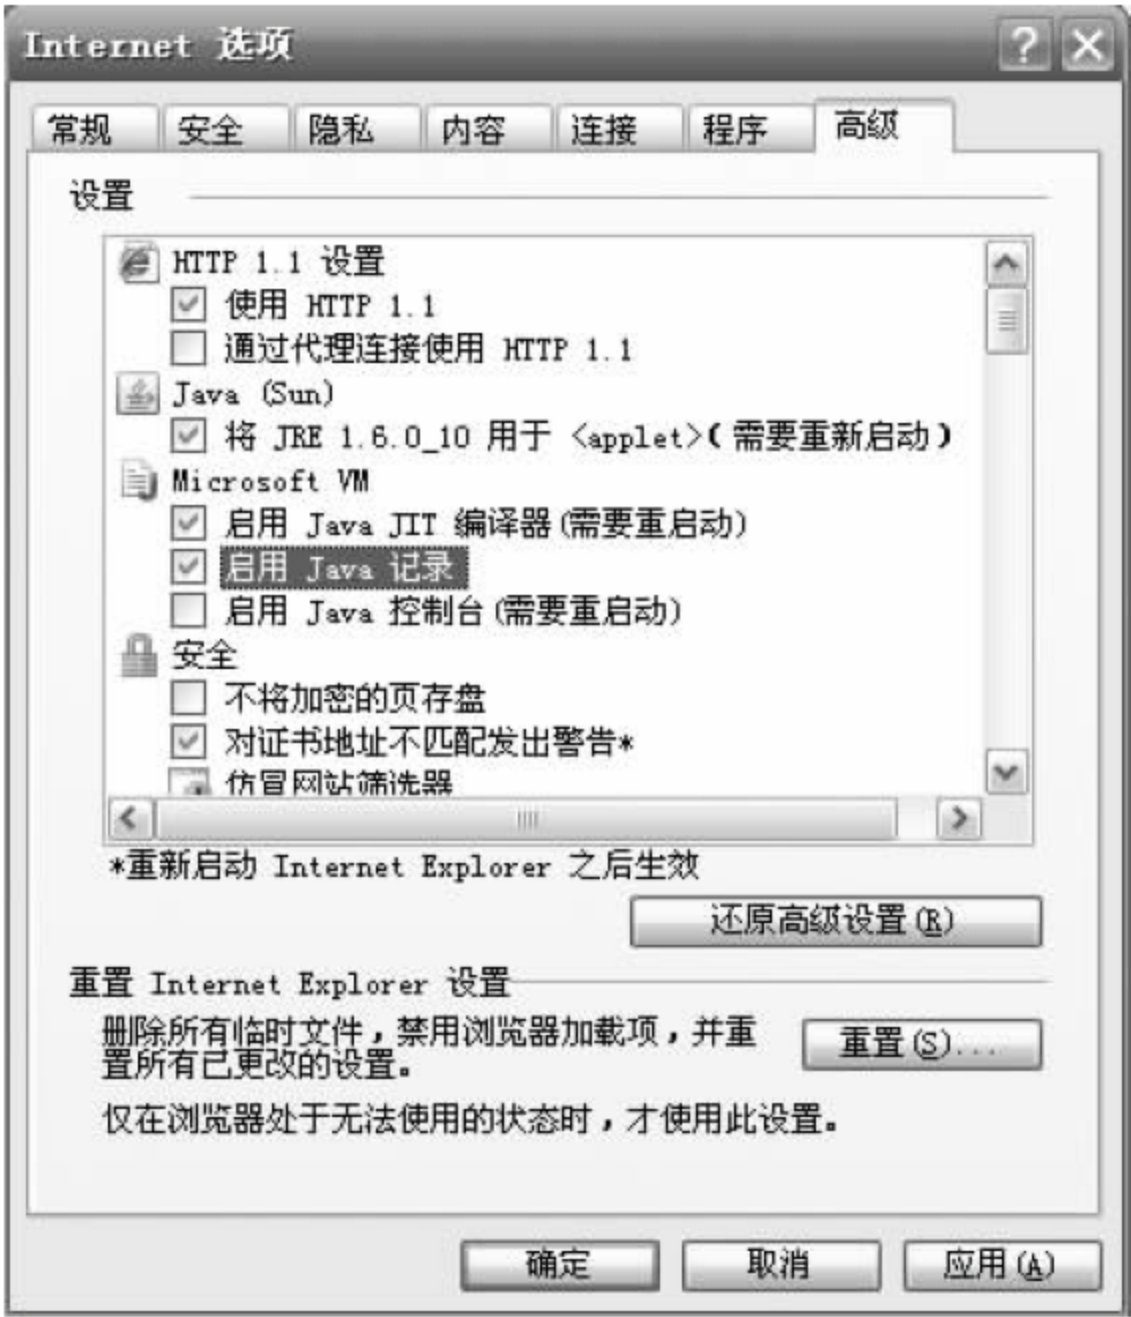 Internet 选项
常规 安全 隐私 内容 连接 程序 高级
设置
HTTP 1.1 设置
使用 HTTP 1.1
通过代理连接使用 HTTP 1.1
Java (Sun)
将 JRE 1.6.0_10 用于 <applet>(需要重新启动)
Microsoft VM
启用 Java JIT 编译器(需要重启动)
启用 Java 记录
启用 Java 控制台(需要重启动)
安全
不将加密的页存盘
对证书地址不匹配发出警告*
仿冒网站筛选器
*重新启动 Internet Explorer 之后生效
还原高级设置(R)
重置 Internet Explorer 设置
删除所有临时文件，禁用浏览器加载项，并重
置所有已更改的设置。
重置(S)...
仅在浏览器处于无法使用的状态时，才使用此设置。
确定 取消 应用(A)